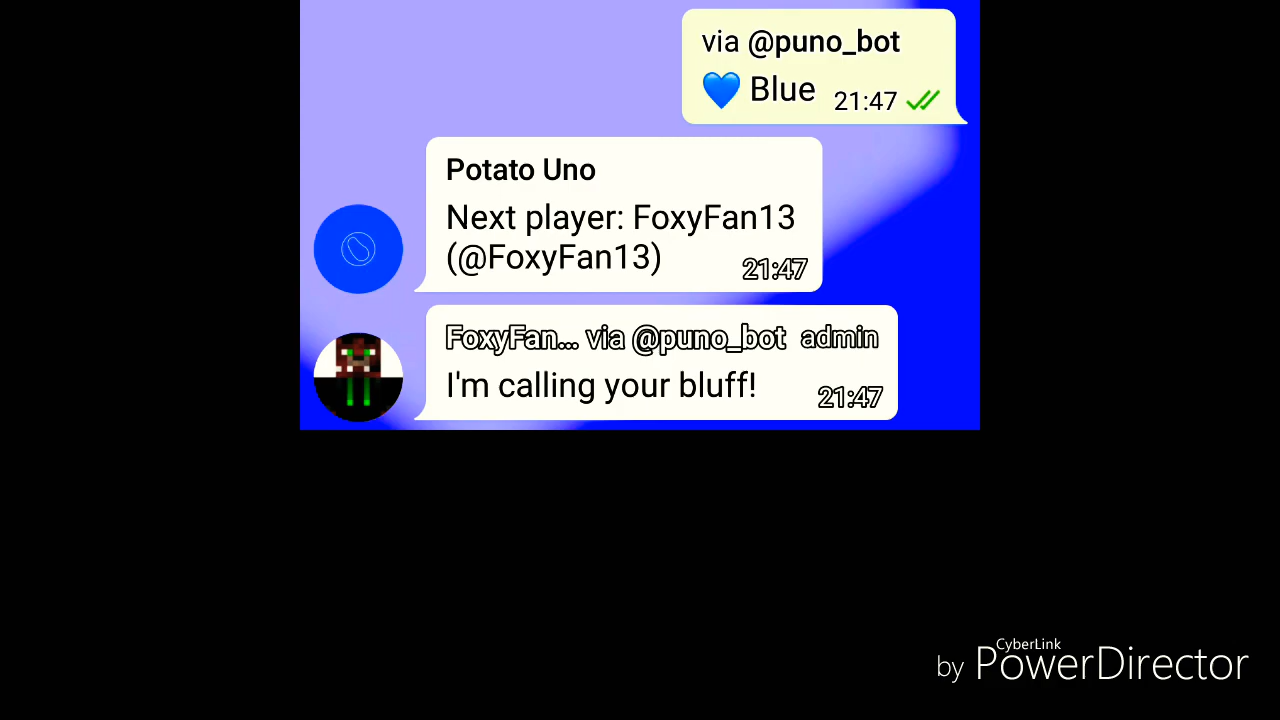 via @puno_bot
💙 Blue 21:47
Potato Uno
Next player: FoxyFan13
(@FoxyFan13) 21:47
FoxyFan... via @puno_bot admin
I'm calling your bluff! 21:47
CyberLink
by PowerDirector